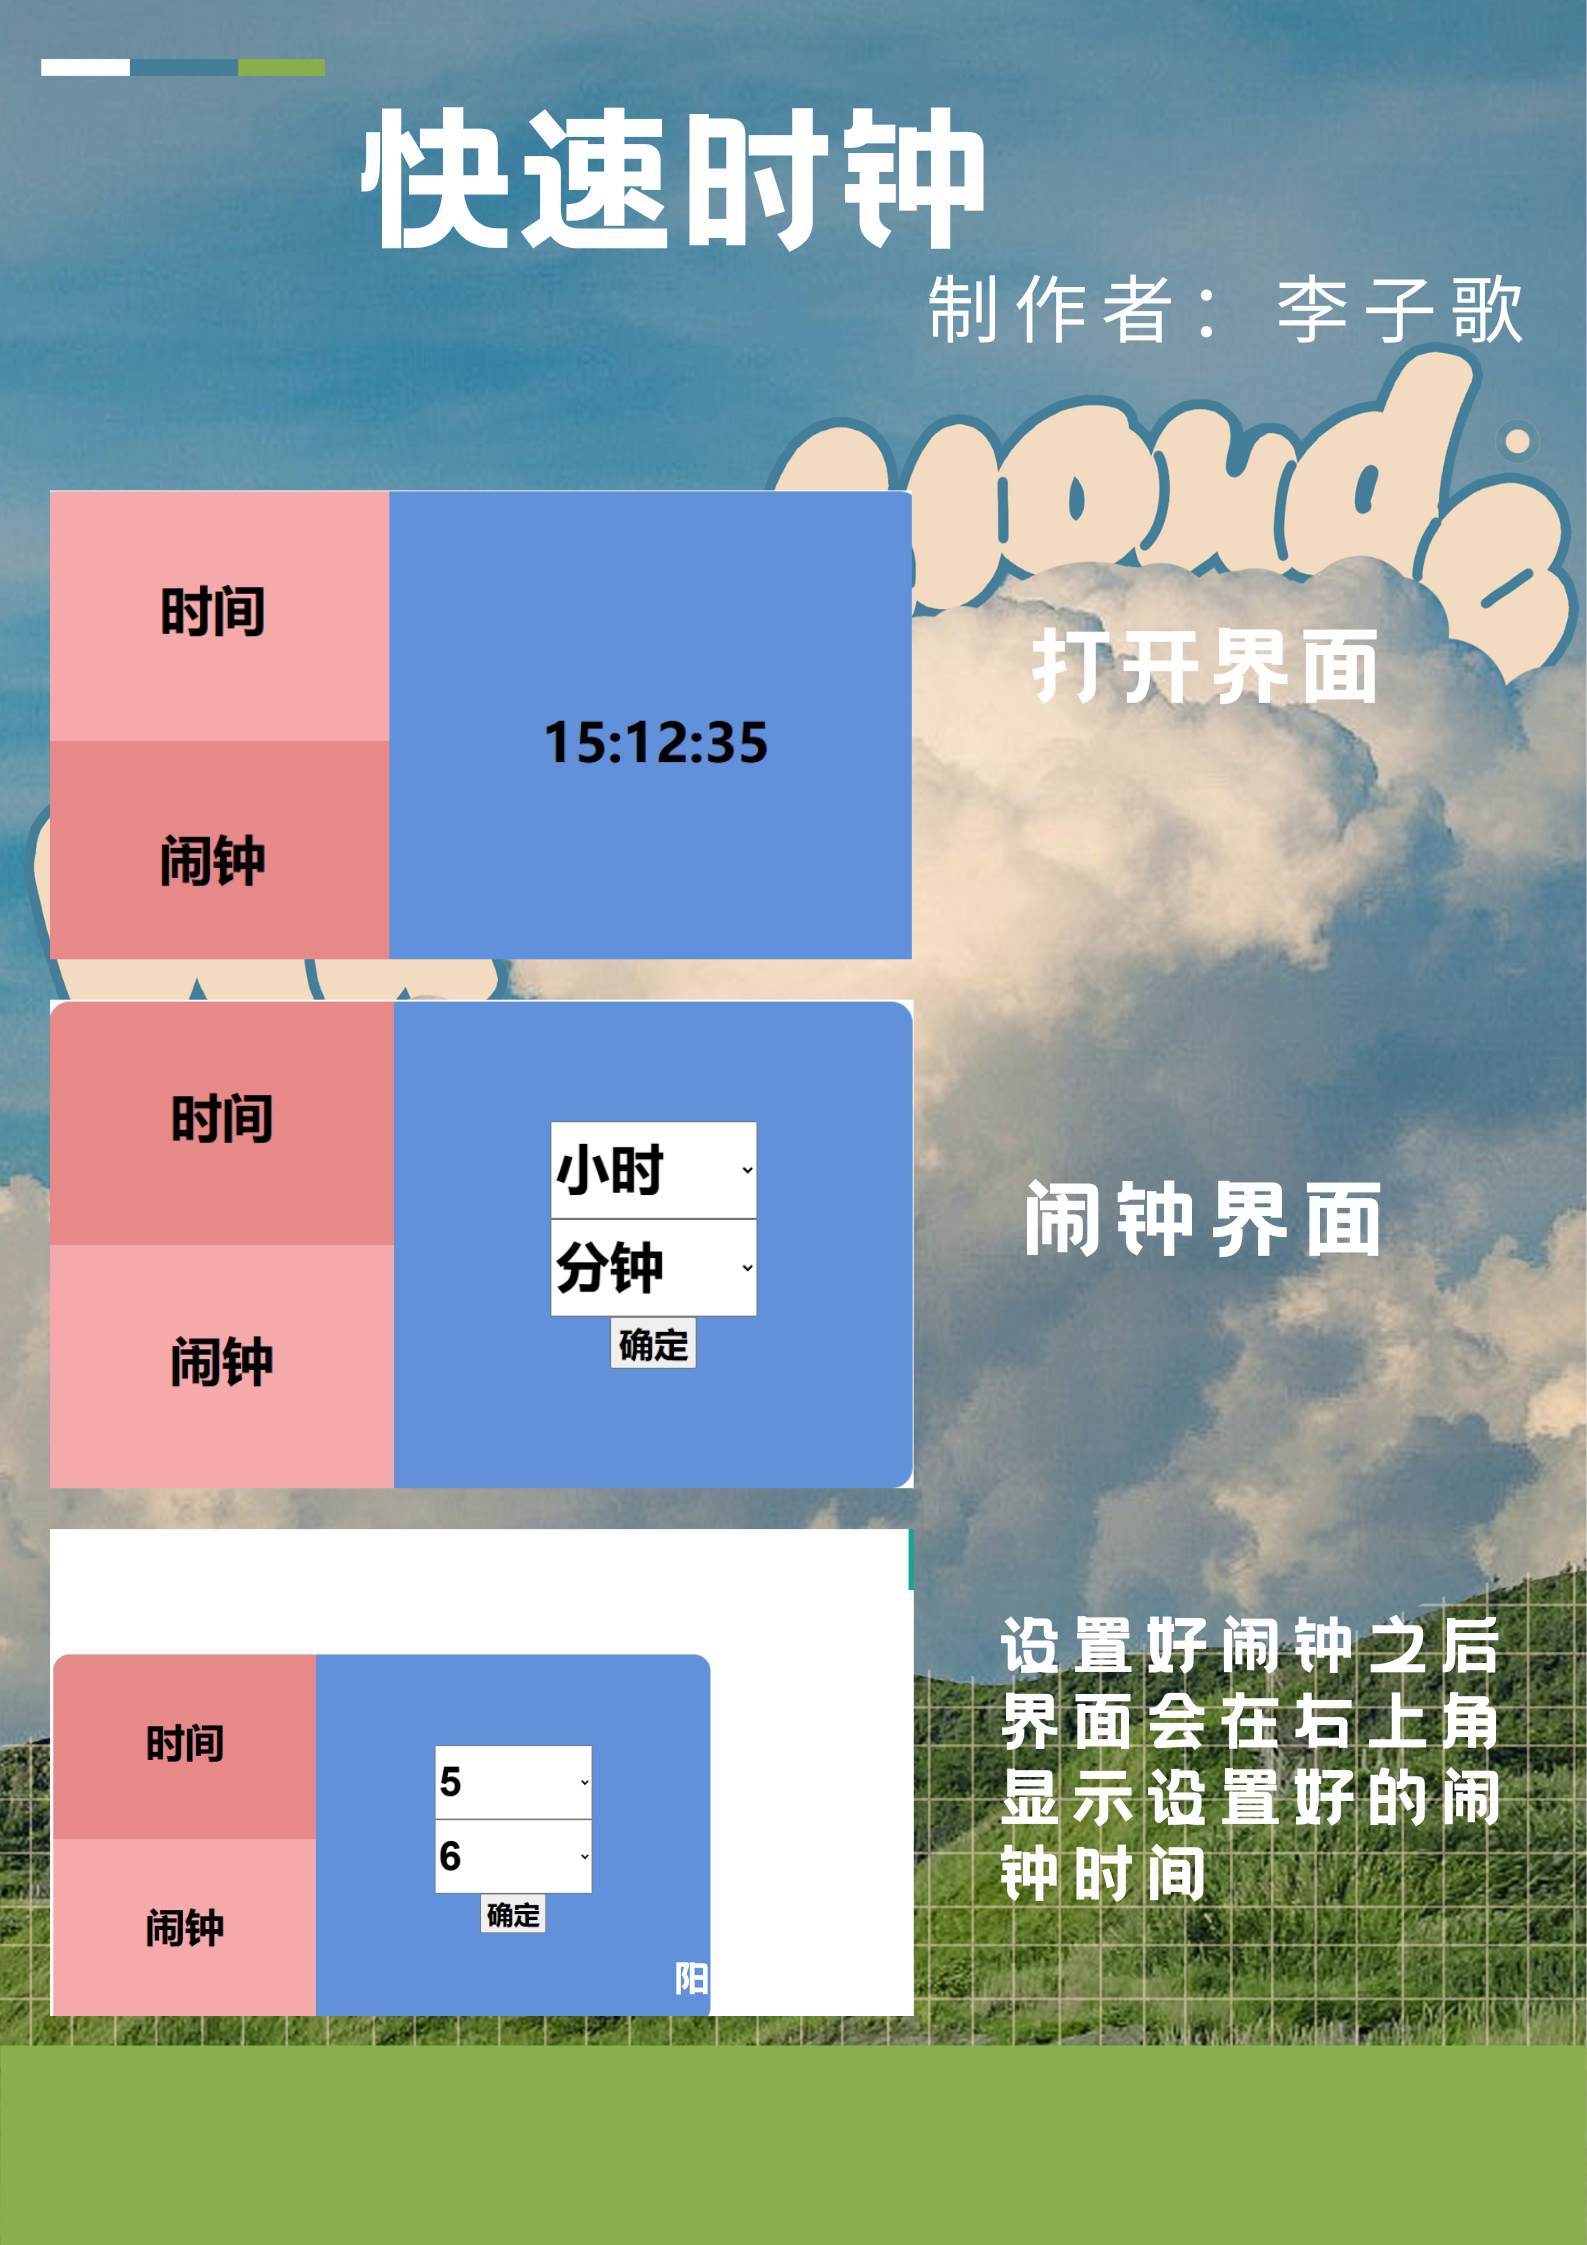 快速时钟
制作者：李子歌
时间
15:12:35
闹钟
打开界面
时间
小时
分钟
确定
闹钟
闹钟界面
时间
5
6
确定
闹钟
阳
设置好闹钟之后
界面会在右上角
显示设置好的闹
钟时间